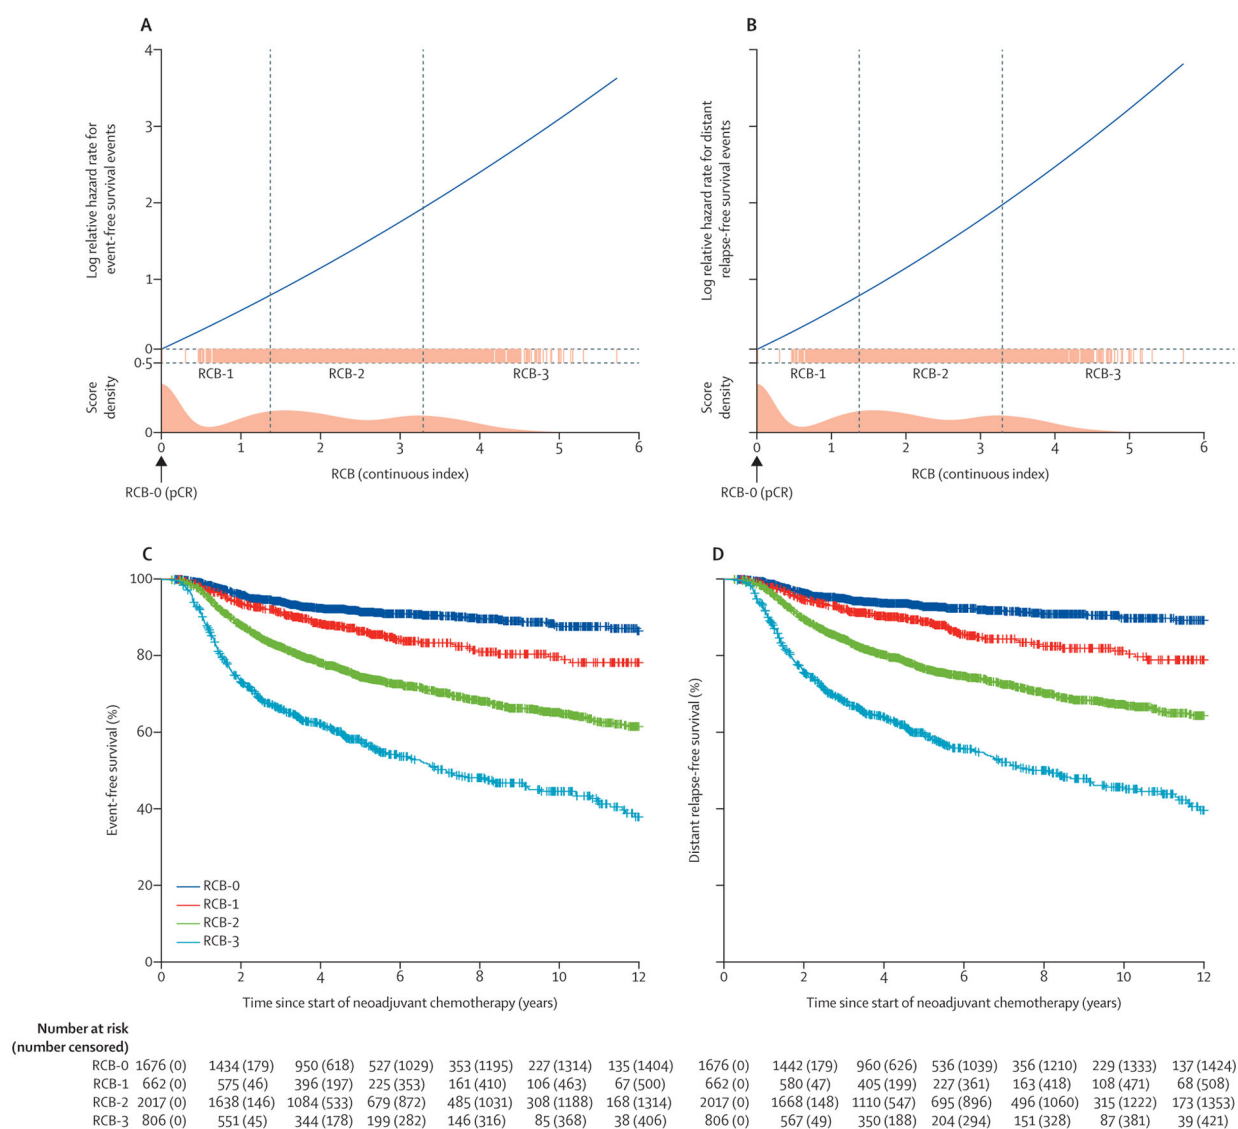 A
B
4
3
2
1
0
0·5
0
Log relative hazard rate for
event-free survival events
Log relative hazard rate for distant
relapse-free survival events
RCB-1 RCB-2 RCB-3
RCB-1 RCB-2 RCB-3
Score
density
Score
density
0 1 2 3 4 5 6
0 1 2 3 4 5 6
RCB (continuous index)
RCB (continuous index)
RCB-0 (pCR)
RCB-0 (pCR)
C
D
100
80
60
40
20
0
Event-free survival (%)
Distant relapse-free survival (%)
RCB-0
RCB-1
RCB-2
RCB-3
0 2 4 6 8 10 12
0 2 4 6 8 10 12
Time since start of neoadjuvant chemotherapy (years)
Time since start of neoadjuvant chemotherapy (years)
Number at risk
(number censored)
RCB-0 1676 (0) 1434 (179) 950 (618) 527 (1029) 353 (1195) 227 (1314) 135 (1404) 1676 (0) 1442 (179) 960 (626) 536 (1039) 356 (1210) 229 (1333) 137 (1424)
RCB-1 662 (0) 575 (46) 396 (197) 225 (353) 161 (410) 106 (463) 67 (500) 662 (0) 580 (47) 405 (199) 227 (361) 163 (418) 108 (471) 68 (508)
RCB-2 2017 (0) 1638 (146) 1084 (533) 679 (872) 485 (1031) 308 (1188) 168 (1314) 2017 (0) 1668 (148) 1110 (547) 695 (896) 496 (1060) 315 (1222) 173 (1353)
RCB-3 806 (0) 551 (45) 344 (178) 199 (282) 146 (316) 85 (368) 38 (406) 806 (0) 567 (49) 350 (188) 204 (294) 151 (328) 87 (381) 39 (421)